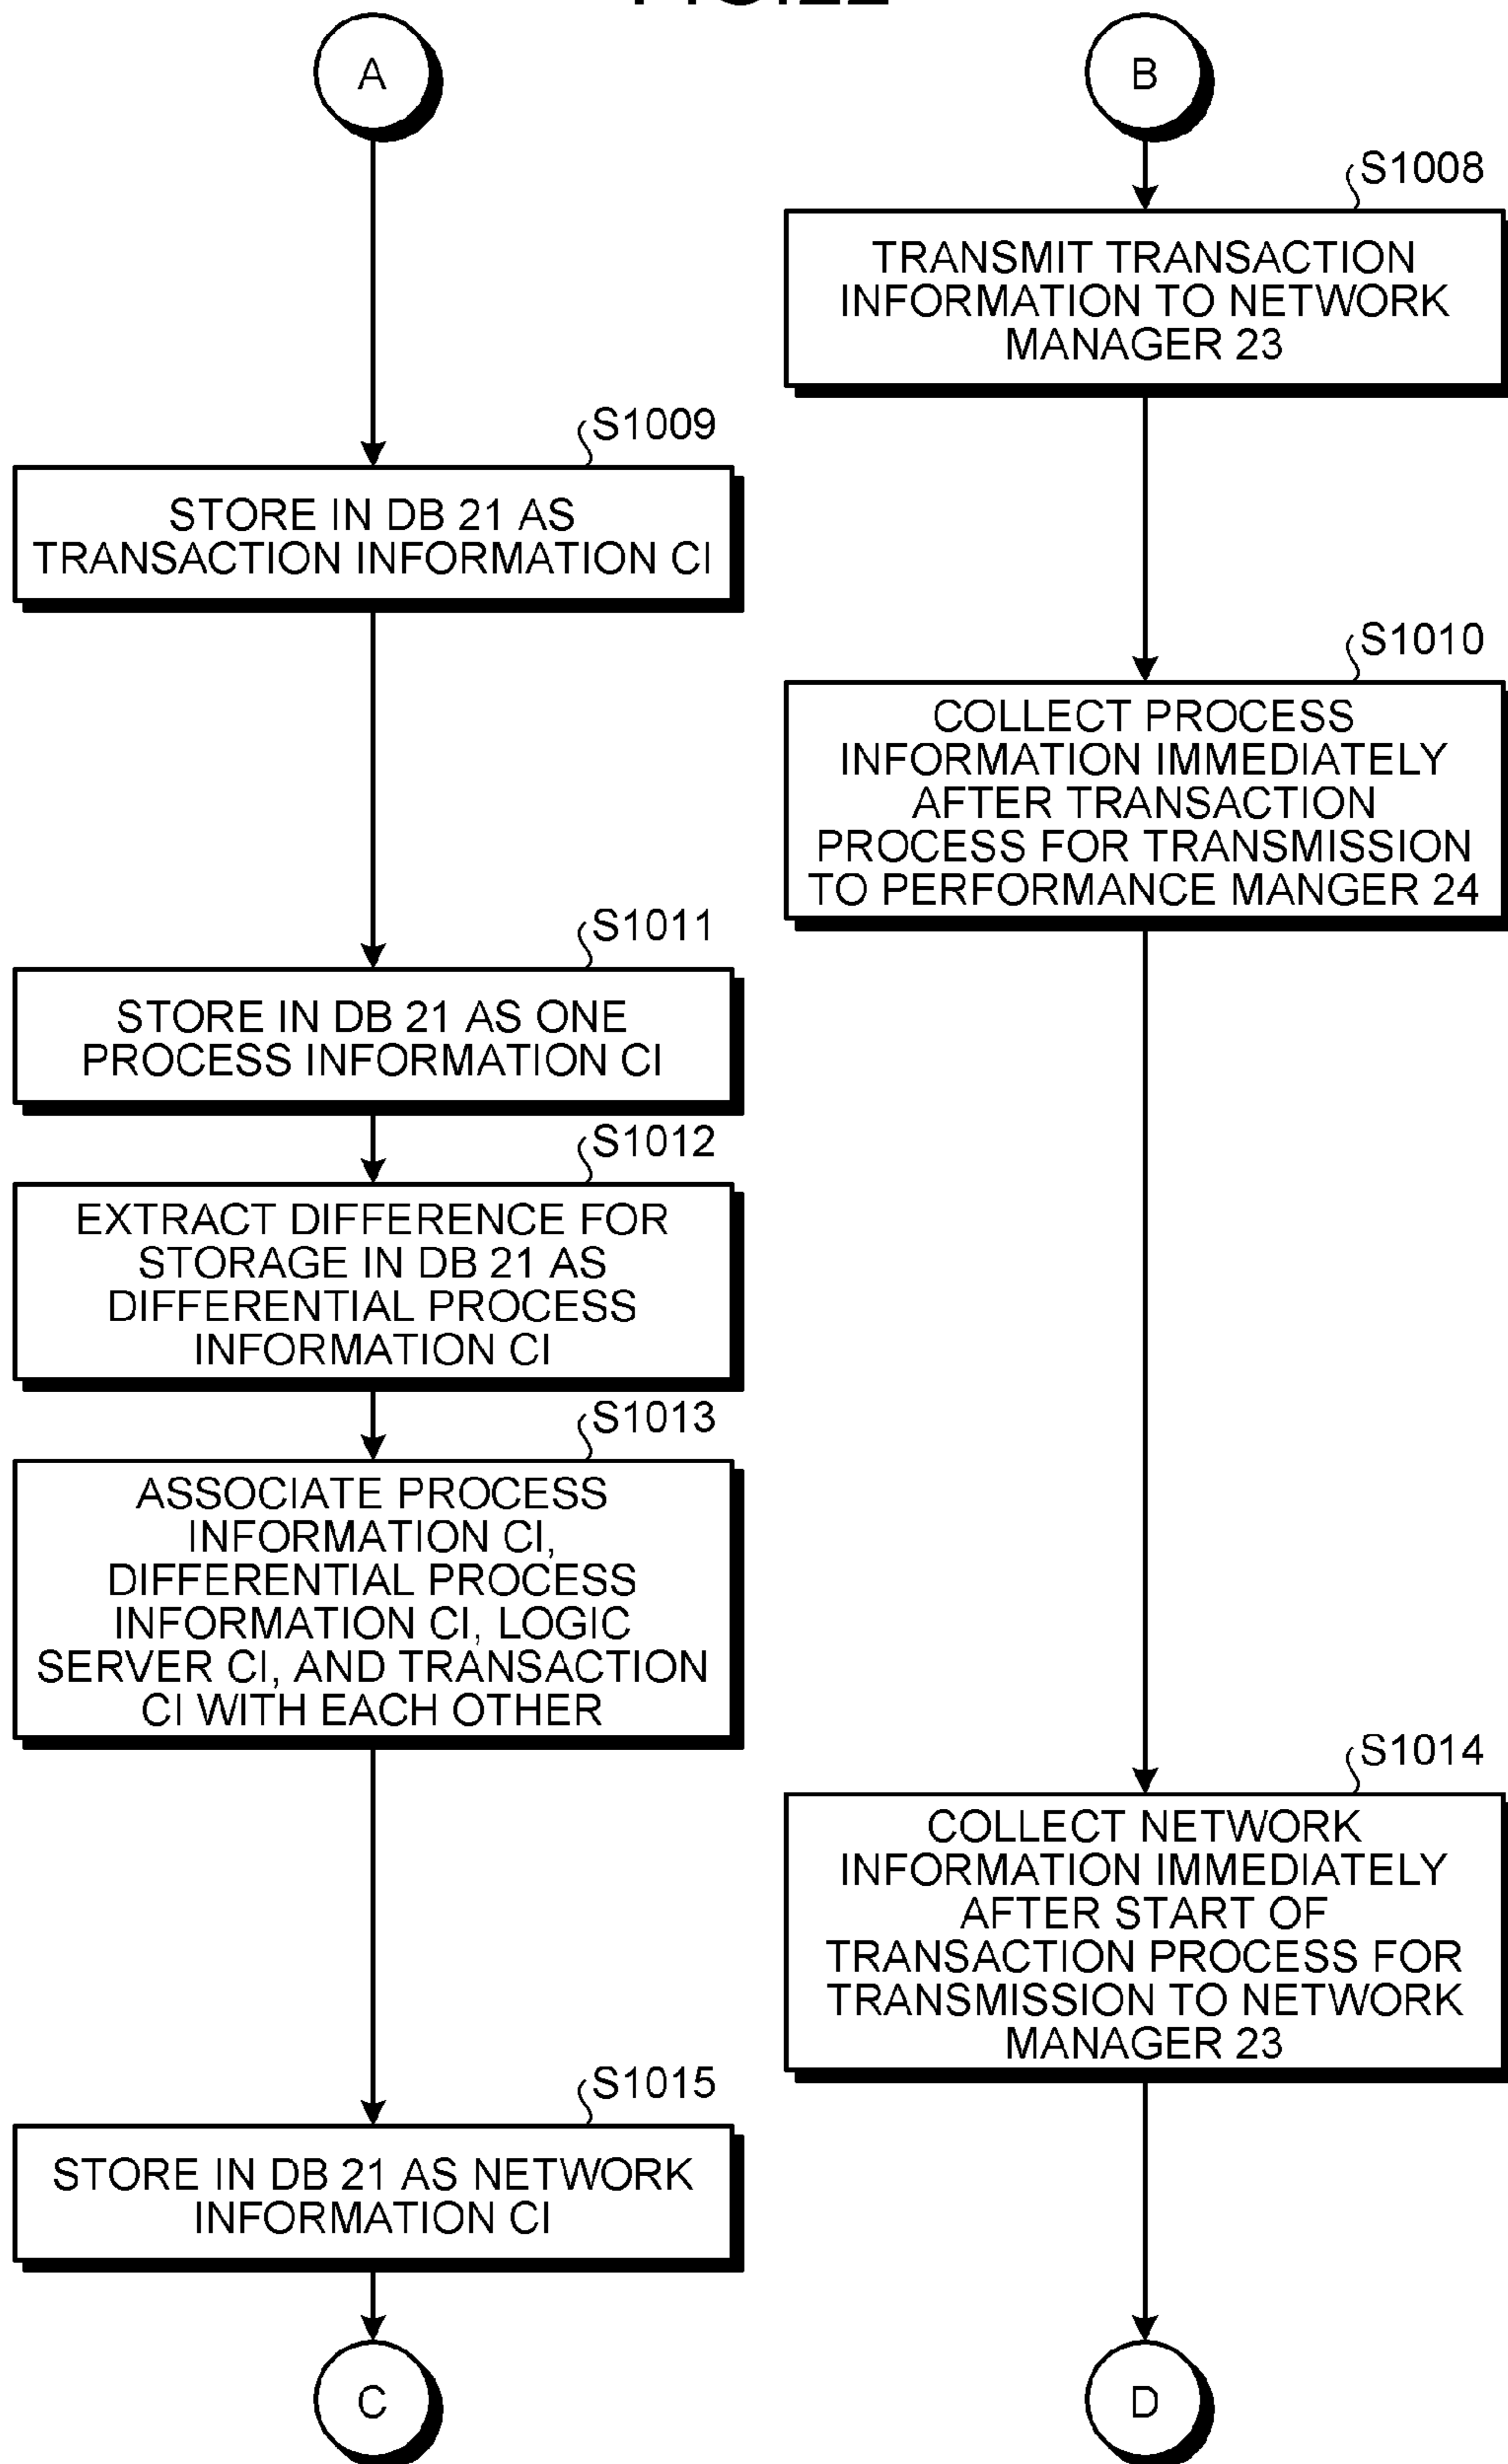 A
B
S1008
TRANSMIT TRANSACTION
INFORMATION TO NETWORK
MANAGER 23
S1009
STORE IN DB 21 AS
TRANSACTION INFORMATION CI
S1010
COLLECT PROCESS
INFORMATION IMMEDIATELY
AFTER TRANSACTION
PROCESS FOR TRANSMISSION
TO PERFORMANCE MANGER 24
S1011
STORE IN DB 21 AS ONE
PROCESS INFORMATION CI
S1012
EXTRACT DIFFERENCE FOR
STORAGE IN DB 21 AS
DIFFERENTIAL PROCESS
INFORMATION CI
S1013
ASSOCIATE PROCESS
INFORMATION CI,
DIFFERENTIAL PROCESS
INFORMATION CI, LOGIC
SERVER CI, AND TRANSACTION
CI WITH EACH OTHER
S1014
COLLECT NETWORK
INFORMATION IMMEDIATELY
AFTER START OF
TRANSACTION PROCESS FOR
TRANSMISSION TO NETWORK
MANAGER 23
S1015
STORE IN DB 21 AS NETWORK
INFORMATION CI
C
D